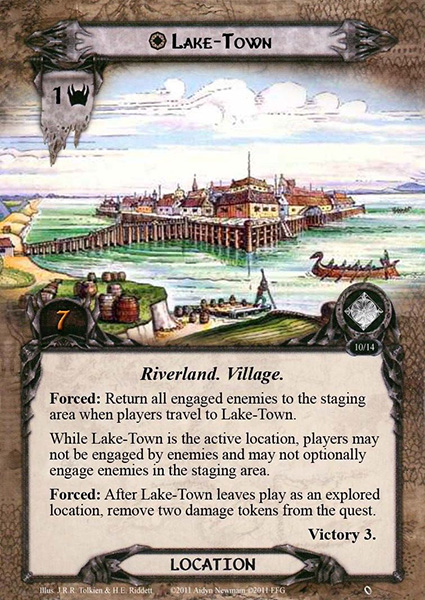 Lake-Town
1
7
10/14
Riverland. Village.
Forced: Return all engaged enemies to the staging
area when players travel to Lake-Town.
While Lake-Town is the active location, players may
not be engaged by enemies and may not optionally
engage enemies in the staging area.
Forced: After Lake-Town leaves play as an explored
location, remove two damage tokens from the quest.
Victory 3.
LOCATION
Illus. J.R.R. Tolkien & H.E. Riddett ©2011 Aidyn Newman ©2011 FFG